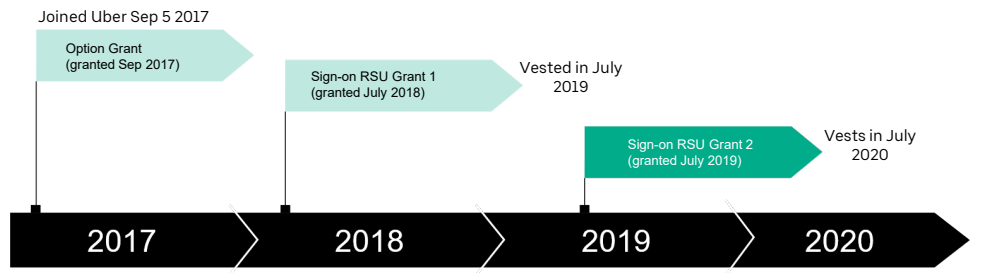 Joined Uber Sep 5 2017
Option Grant
(granted Sep 2017)
Sign-on RSU Grant 1
(granted July 2018)
Vested in July
2019
Sign-on RSU Grant 2
(granted July 2019)
Vests in July
2020
2017
2018
2019
2020